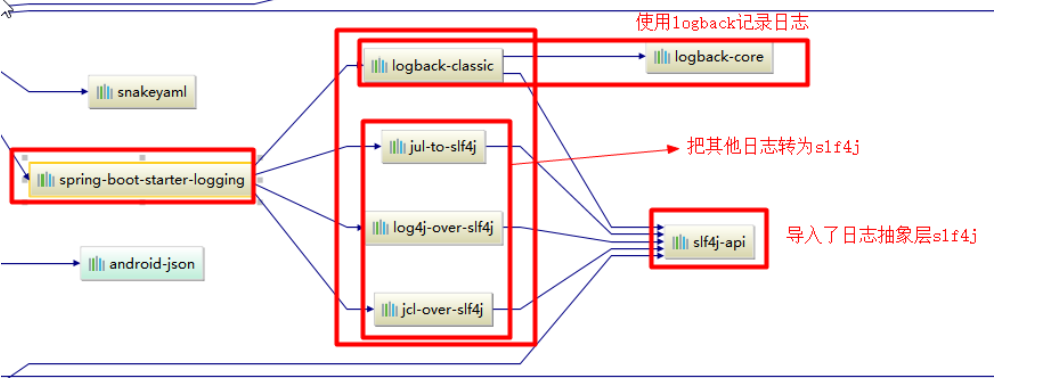 使用logback记录日志
logback-classic
logback-core
snakeyaml
jul-to-slf4j
把其他日志转为slf4j
spring-boot-starter-logging
log4j-over-slf4j
slf4j-api
导入了日志抽象层slf4j
android-json
jcl-over-slf4j